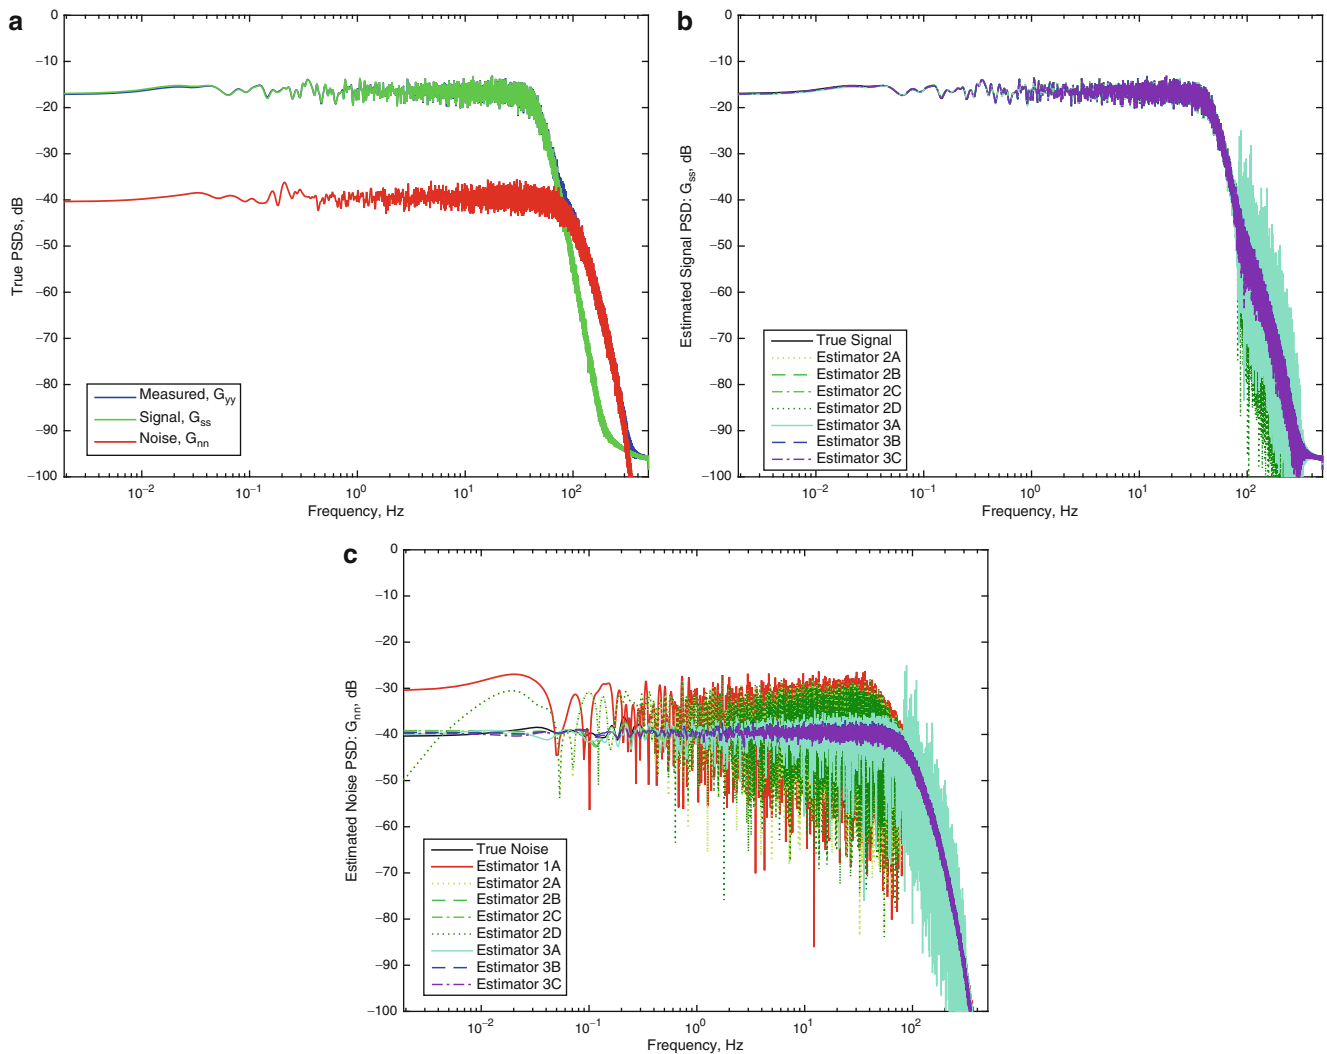 a
0
−10
−20
−30
−40
−50
−60
−70
−80
−90
−100
True PSDs, dB
Measured, Gyy
Signal, Gss
Noise, Gnn
10−2
10−1
100
101
102
Frequency, Hz
b
0
−10
−20
−30
−40
−50
−60
−70
−80
−90
−100
Estimated Signal PSD: Gss, dB
True Signal
Estimator 2A
Estimator 2B
Estimator 2C
Estimator 2D
Estimator 3A
Estimator 3B
Estimator 3C
10−2
10−1
100
101
102
Frequency, Hz
c
0
−10
−20
−30
−40
−50
−60
−70
−80
−90
−100
Estimated Noise PSD: Gnn, dB
True Noise
Estimator 1A
Estimator 2A
Estimator 2B
Estimator 2C
Estimator 2D
Estimator 3A
Estimator 3B
Estimator 3C
10−2
10−1
100
101
102
Frequency, Hz